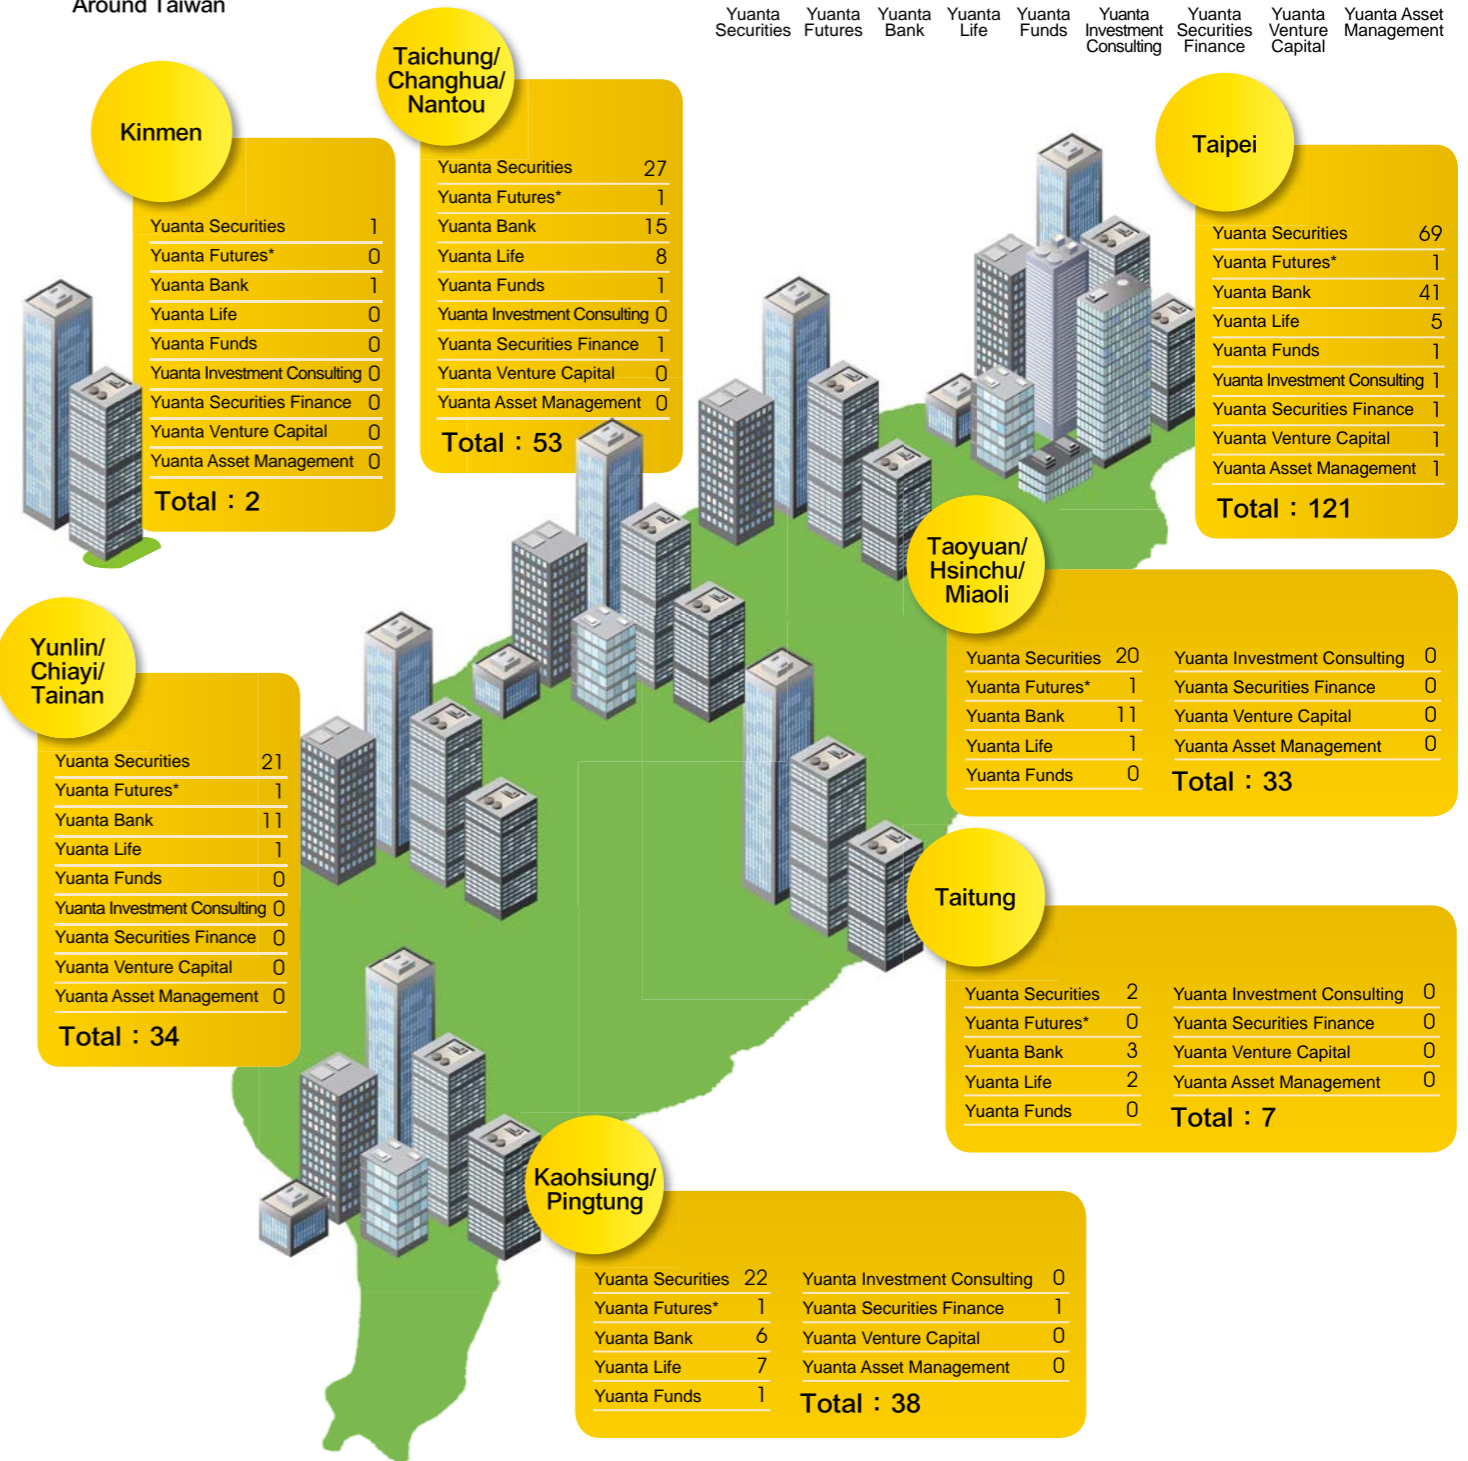 Around Taiwan
Yuanta Securities
Yuanta Futures
Yuanta Bank
Yuanta Life
Yuanta Funds
Yuanta Investment Consulting
Yuanta Securities Finance
Yuanta Venture Capital
Yuanta Asset Management
Kinmen
Yuanta Securities 1
Yuanta Futures* 0
Yuanta Bank 1
Yuanta Life 0
Yuanta Funds 0
Yuanta Investment Consulting 0
Yuanta Securities Finance 0
Yuanta Venture Capital 0
Yuanta Asset Management 0
Total：2
Taichung/
Changhua/
Nantou
Yuanta Securities 27
Yuanta Futures* 1
Yuanta Bank 15
Yuanta Life 8
Yuanta Funds 1
Yuanta Investment Consulting 0
Yuanta Securities Finance 1
Yuanta Venture Capital 0
Yuanta Asset Management 0
Total：53
Taipei
Yuanta Securities 69
Yuanta Futures* 1
Yuanta Bank 41
Yuanta Life 5
Yuanta Funds 1
Yuanta Investment Consulting 1
Yuanta Securities Finance 1
Yuanta Venture Capital 1
Yuanta Asset Management 1
Total：121
Taoyuan/
Hsinchu/
Miaoli
Yuanta Securities 20
Yuanta Futures* 1
Yuanta Bank 11
Yuanta Life 1
Yuanta Funds 0
Yuanta Investment Consulting 0
Yuanta Securities Finance 0
Yuanta Venture Capital 0
Yuanta Asset Management 0
Total：33
Yunlin/
Chiayi/
Tainan
Yuanta Securities 21
Yuanta Futures* 1
Yuanta Bank 11
Yuanta Life 1
Yuanta Funds 0
Yuanta Investment Consulting 0
Yuanta Securities Finance 0
Yuanta Venture Capital 0
Yuanta Asset Management 0
Total：34
Taitung
Yuanta Securities 2
Yuanta Futures* 0
Yuanta Bank 3
Yuanta Life 2
Yuanta Funds 0
Yuanta Investment Consulting 0
Yuanta Securities Finance 0
Yuanta Venture Capital 0
Yuanta Asset Management 0
Total：7
Kaohsiung/
Pingtung
Yuanta Securities 22
Yuanta Futures* 1
Yuanta Bank 6
Yuanta Life 7
Yuanta Funds 1
Yuanta Investment Consulting 0
Yuanta Securities Finance 1
Yuanta Venture Capital 0
Yuanta Asset Management 0
Total：38